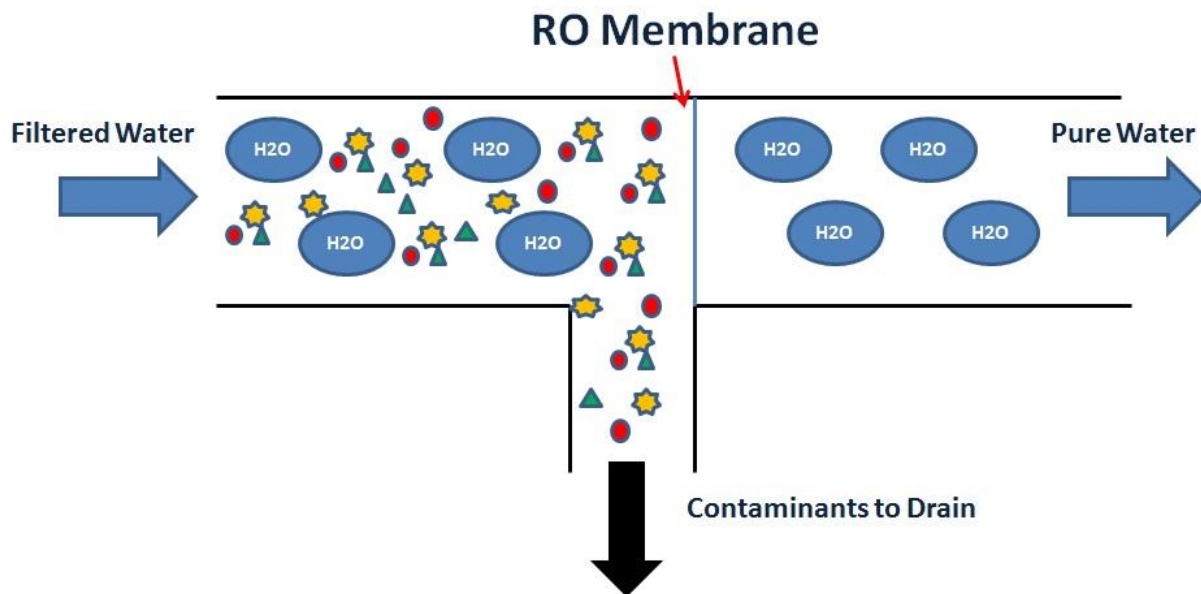 RO Membrane
Filtered Water
Pure Water
H2O
H2O
H2O
H2O
H2O
H2O
H2O
H2O
Contaminants to Drain